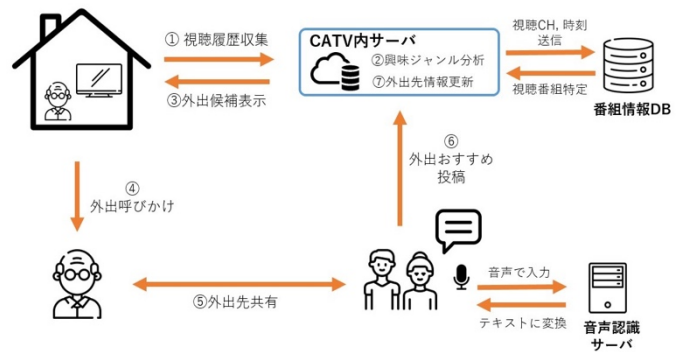 ① 視聴履歴収集
③外出候補表示
CATV内サーバ
②興味ジャンル分析
⑦外出先情報更新
視聴CH, 時刻
送信
視聴番組特定
番組情報DB
④
外出呼びかけ
⑥
外出おすすめ
投稿
⑤外出先共有
音声で入力
テキストに変換
音声認識
サーバ